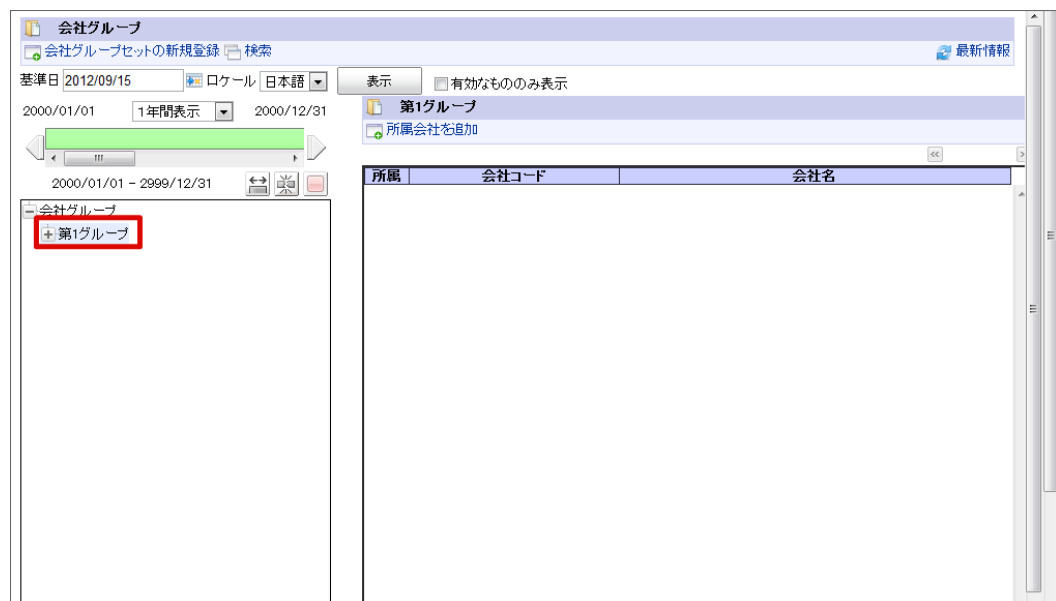 会社グループ
会社グループセットの新規登録 検索 最新情報
基準日 2012/09/15 ロケール 日本語 表示 有効なもののみ表示
2000/01/01 1年間表示 2000/12/31
第1グループ
所属会社を追加
2000/01/01 - 2999/12/31
所属 会社コード 会社名
会社グループ
第1グループ